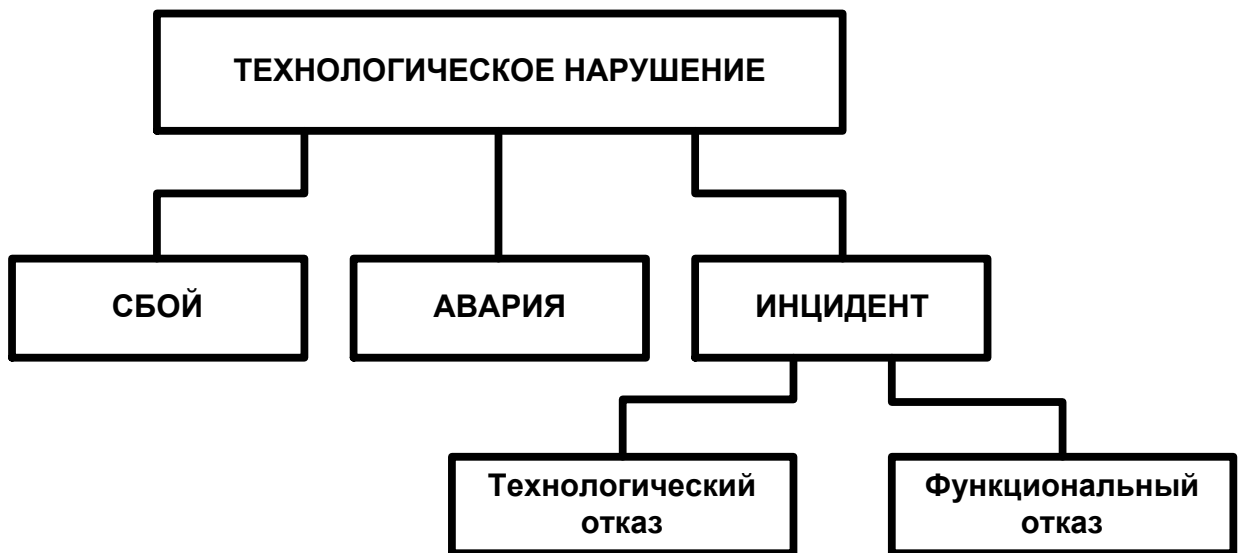 ТЕХНОЛОГИЧЕСКОЕ НАРУШЕНИЕ
СБОЙ
АВАРИЯ
ИНЦИДЕНТ
Технологический
отказ
Функциональный
отказ